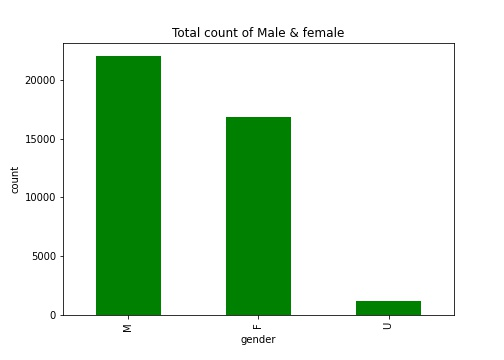 Total count of Male & female
count
20000
15000
10000
5000
0
M
F
U
gender